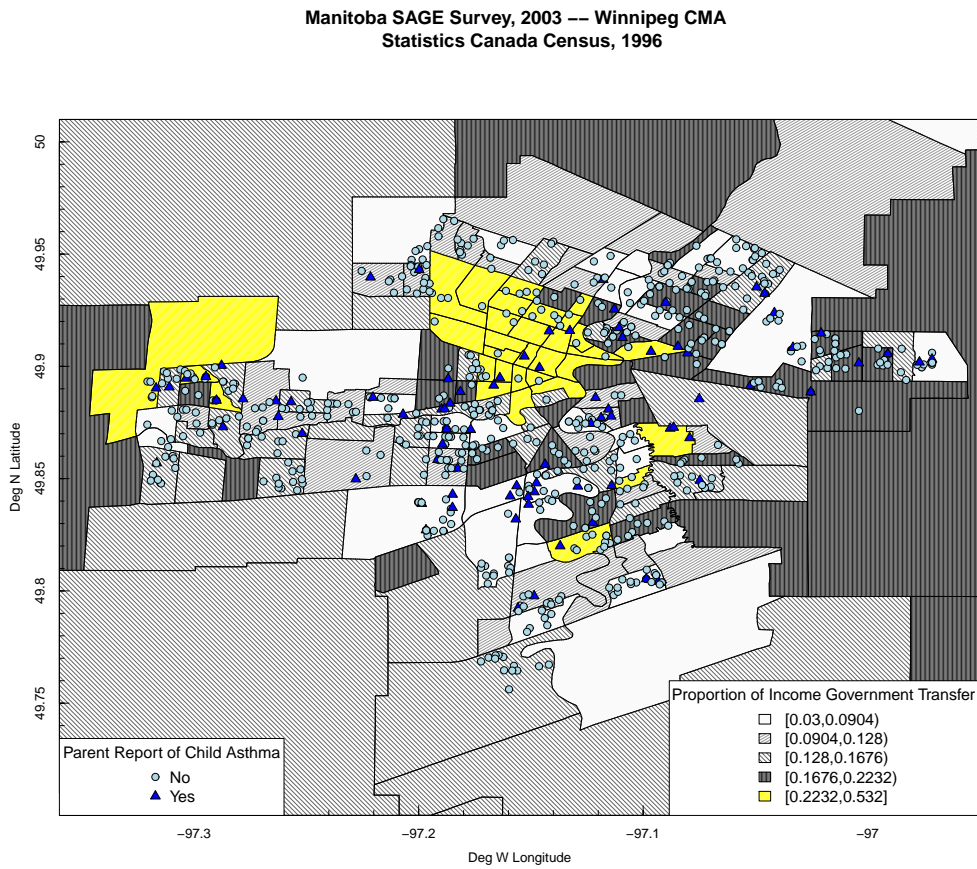 Manitoba SAGE Survey, 2003 −− Winnipeg CMA
Statistics Canada Census, 1996
50
49.95
49.9
49.85
49.8
49.75
Deg N Latitude
Proportion of Income Government Transfer
[0.03,0.0904)
[0.0904,0.128)
[0.128,0.1676)
[0.1676,0.2232)
[0.2232,0.532]
Parent Report of Child Asthma
No
Yes
−97.3
−97.2
−97.1
−97
Deg W Longitude